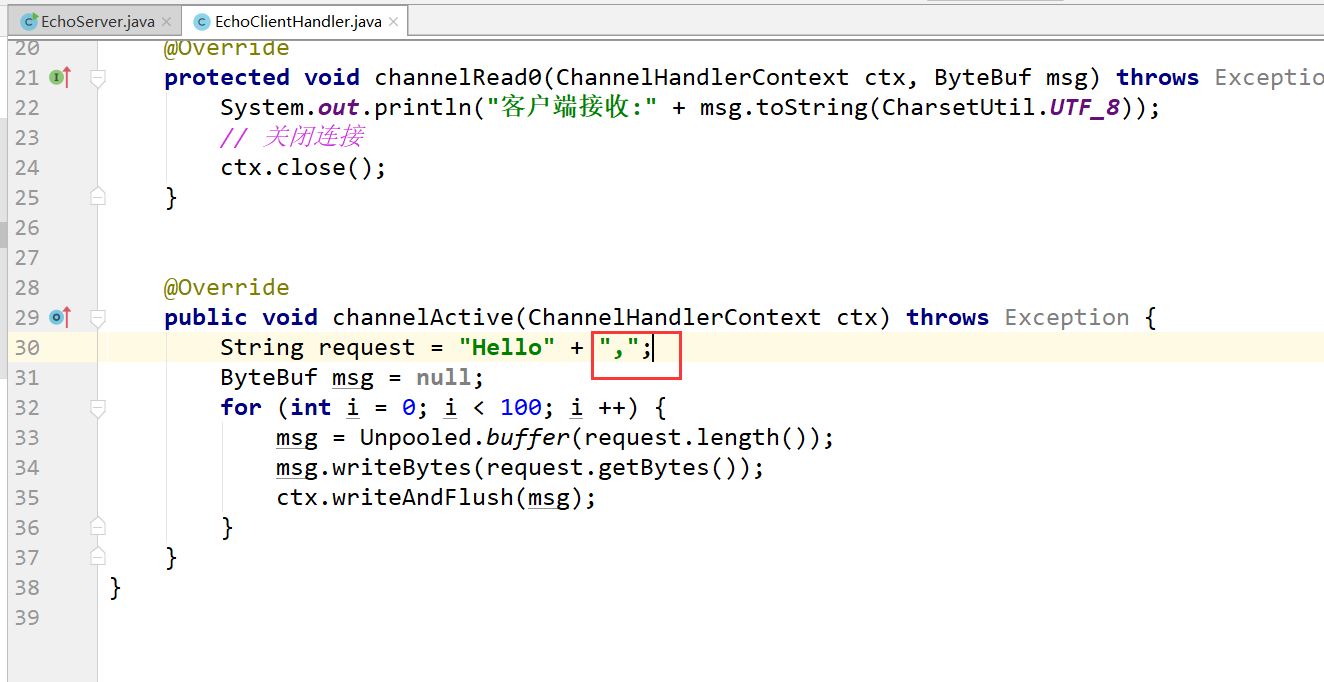 EchoServer.java × EchoClientHandler.java ×
20 @Override
21 protected void channelRead0(ChannelHandlerContext ctx, ByteBuf msg) throws Exceptio
22 System.out.println("客户端接收:" + msg.toString(CharsetUtil.UTF_8));
23 // 关闭连接
24 ctx.close();
25 }
26
27
28 @Override
29 public void channelActive(ChannelHandlerContext ctx) throws Exception {
30 String request = "Hello" + ",";
31 ByteBuf msg = null;
32 for (int i = 0; i < 100; i ++) {
33 msg = Unpooled.buffer(request.length());
34 msg.writeBytes(request.getBytes());
35 ctx.writeAndFlush(msg);
36 }
37 }
38 }
39